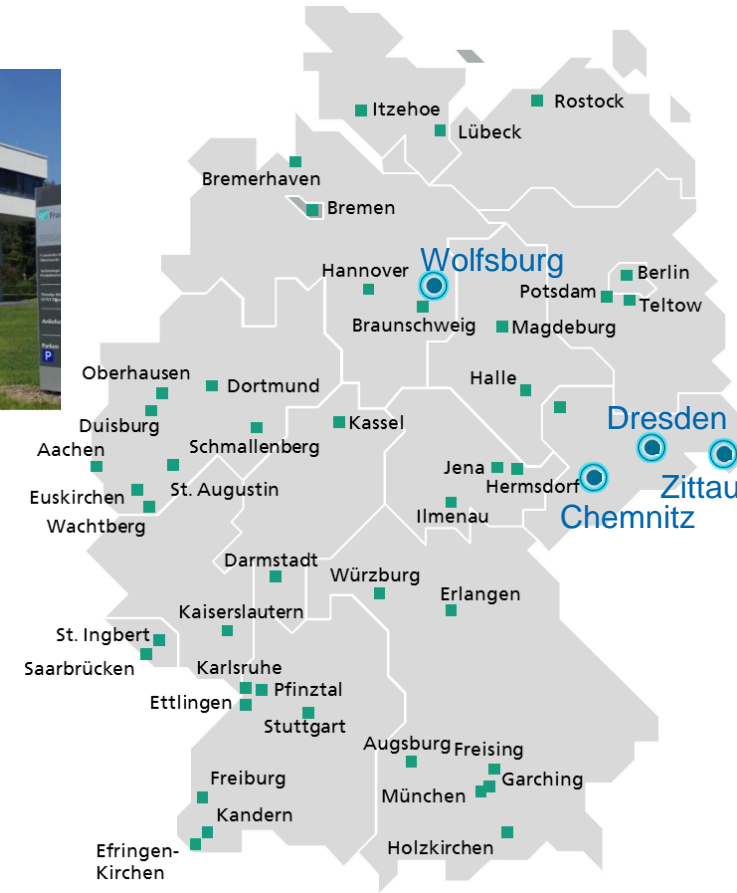 Itzehoe
Rostock
Lübeck
Bremerhaven
Bremen
Wolfsburg
Hannover
Berlin
Potsdam
Teltow
Braunschweig
Magdeburg
Oberhausen
Dortmund
Halle
Duisburg
Kassel
Dresden
Aachen
Schmallenberg
Jena
St. Augustin
Hermsdorf
Zittau
Euskirchen
Ilmenau
Chemnitz
Wachtberg
Darmstadt
Würzburg
Erlangen
Kaiserslautern
St. Ingbert
Saarbrücken
Karlsruhe
Pfinztal
Ettlingen
Stuttgart
Augsburg
Freising
Freiburg
Garching
München
Kandern
Holzkirchen
Efringen-
Kirchen
P